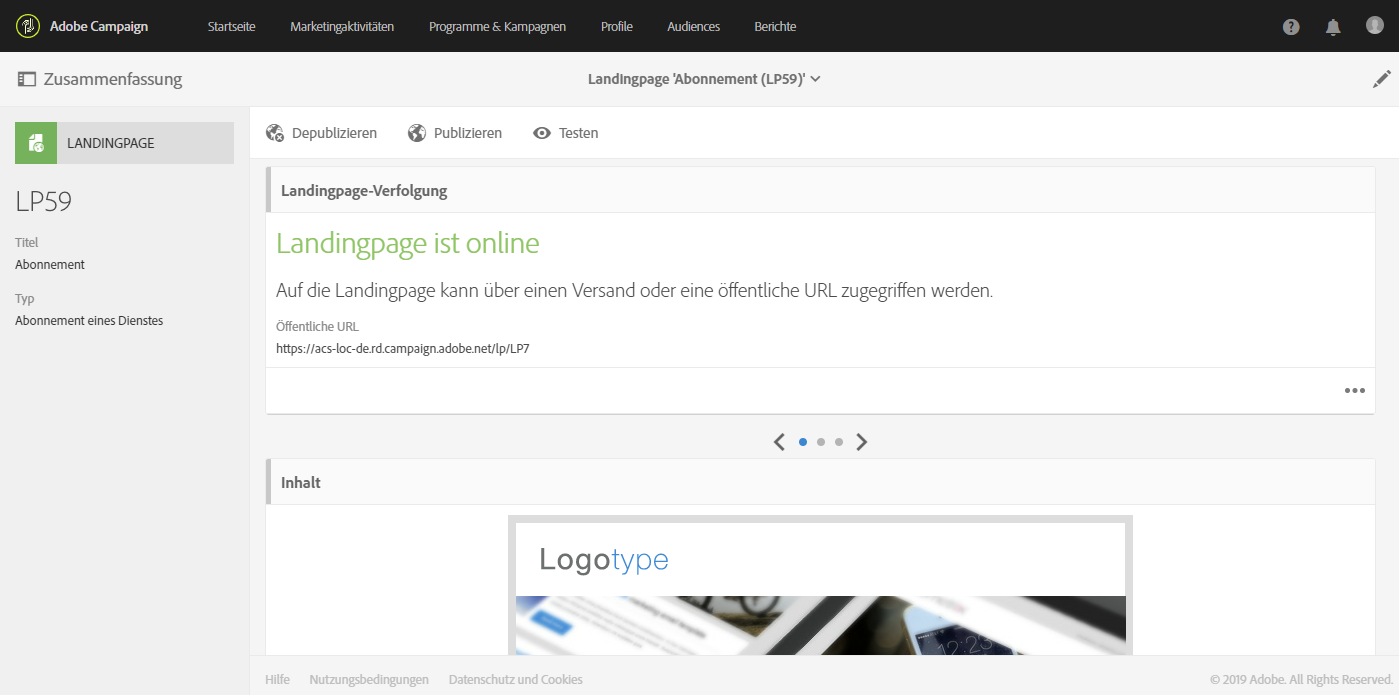 Adobe Campaign Startseite Marketingaktivitäten Programme & Kampagnen Profile Audiences Berichte
Zusammenfassung Landingpage 'Abonnement (LP59)'
LANDINGPAGE
LP59
Titel
Abonnement
Typ
Abonnement eines Dienstes
Depublizieren Publizieren Testen
Landingpage-Verfolgung
Landingpage ist online
Auf die Landingpage kann über einen Versand oder eine öffentliche URL zugegriffen werden.
Öffentliche URL
https://acs-loc-de.rd.campaign.adobe.net/lp/LP7
Inhalt
Logotype
12:23
Hilfe Nutzungsbedingungen Datenschutz und Cookies © 2019 Adobe. All Rights Reserved.